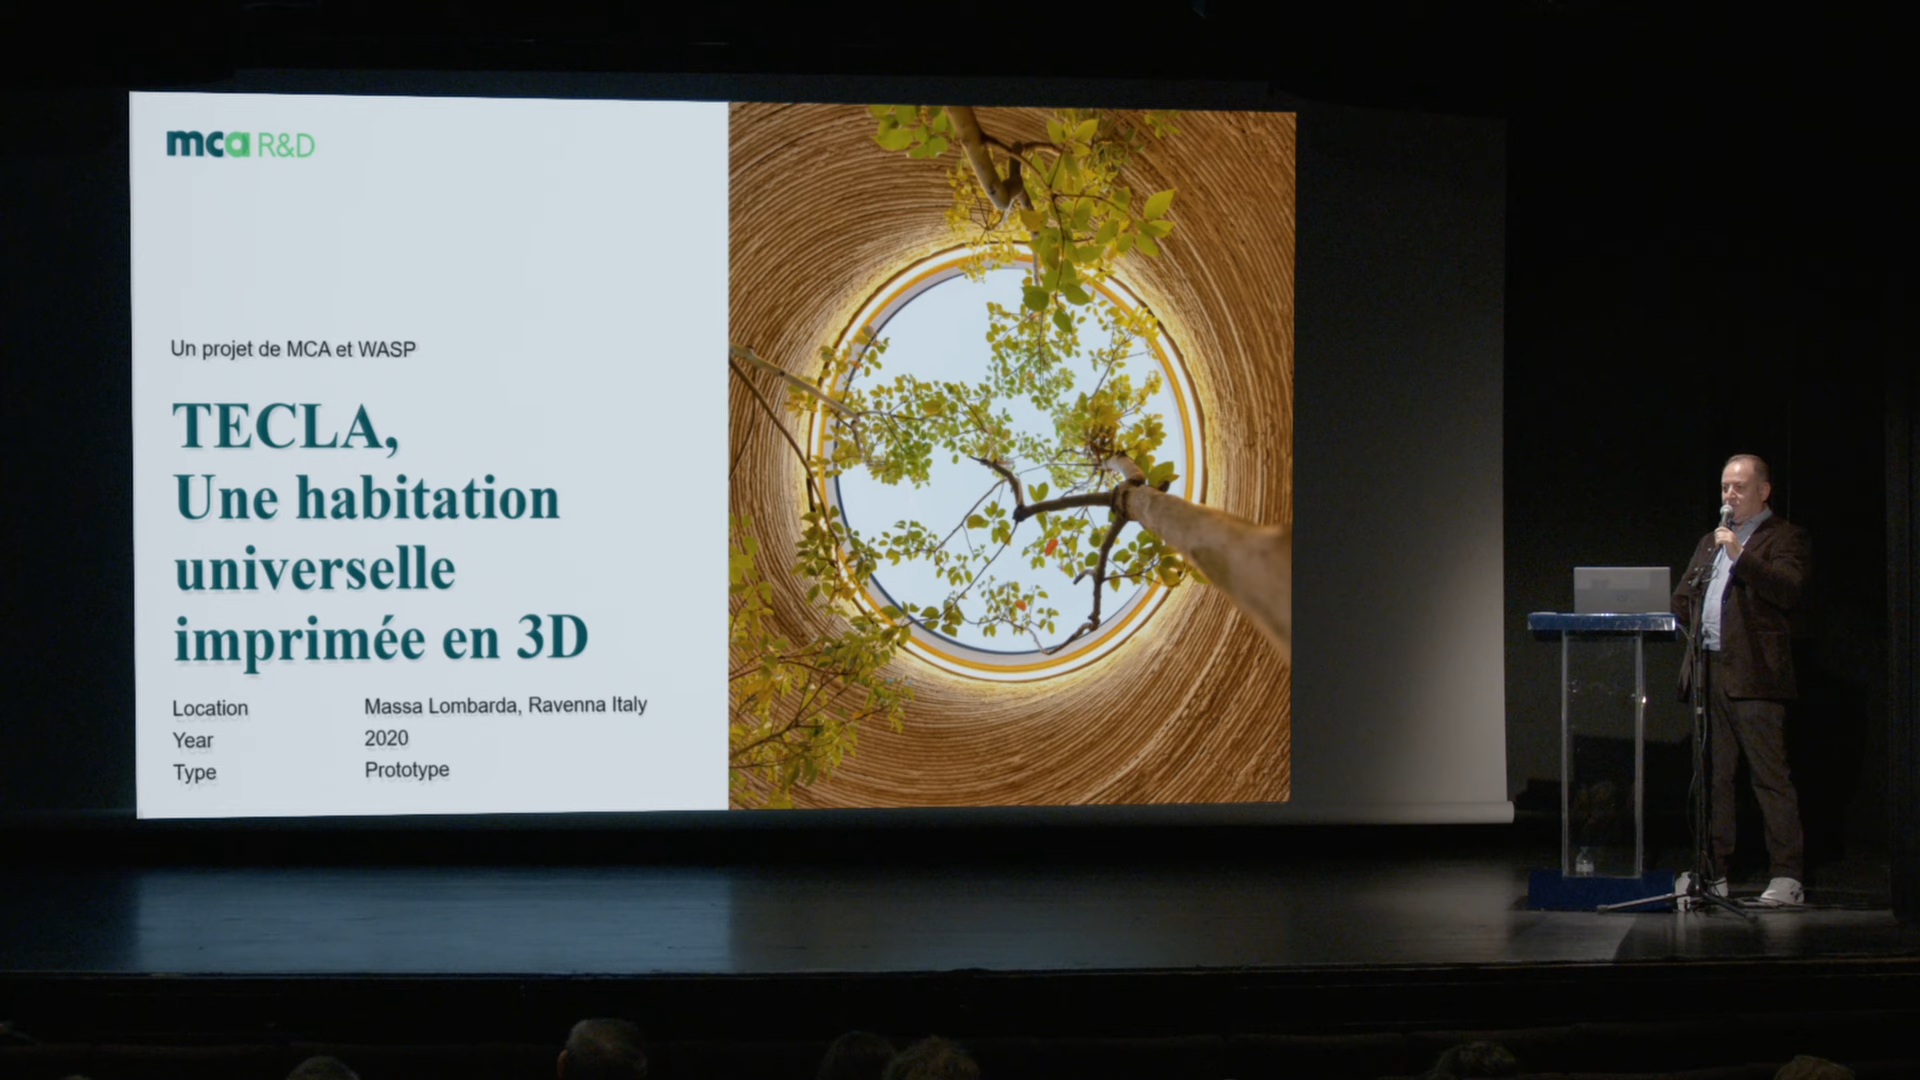 mca R&D
Un projet de MCA et WASP
TECLA,
Une habitation
universelle
imprimée en 3D
Location Massa Lombarda, Ravenna Italy
Year 2020
Type Prototype